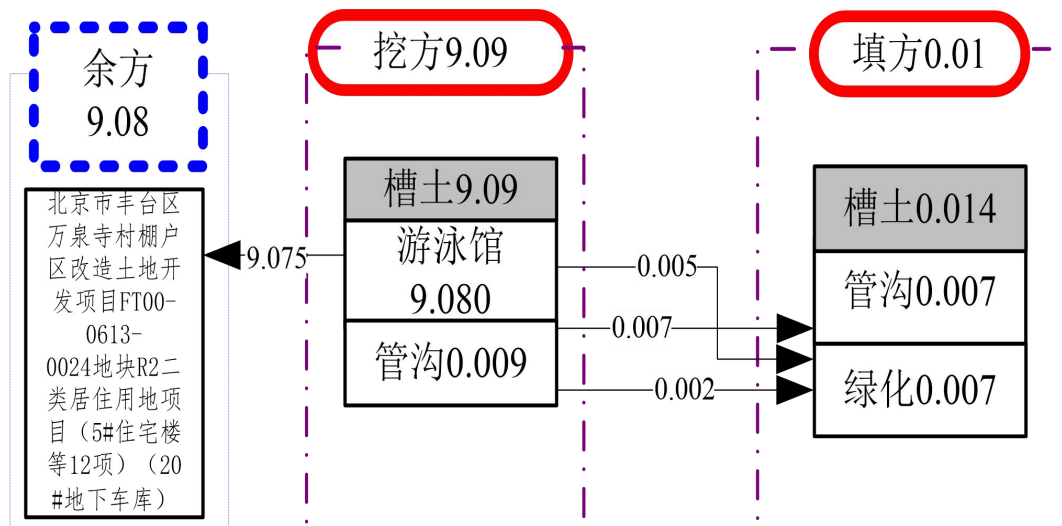 余方
9.08
挖方9.09
填方0.01
北京市丰台区
万泉寺村棚户
区改造土地开
发项目FT00-
0613-
0024地块R2二
类居住用地项
目（5#住宅楼
等12项）（20
#地下车库）
9.075
槽土9.09
游泳馆
9.080
管沟0.009
0.005
0.007
0.002
槽土0.014
管沟0.007
绿化0.007